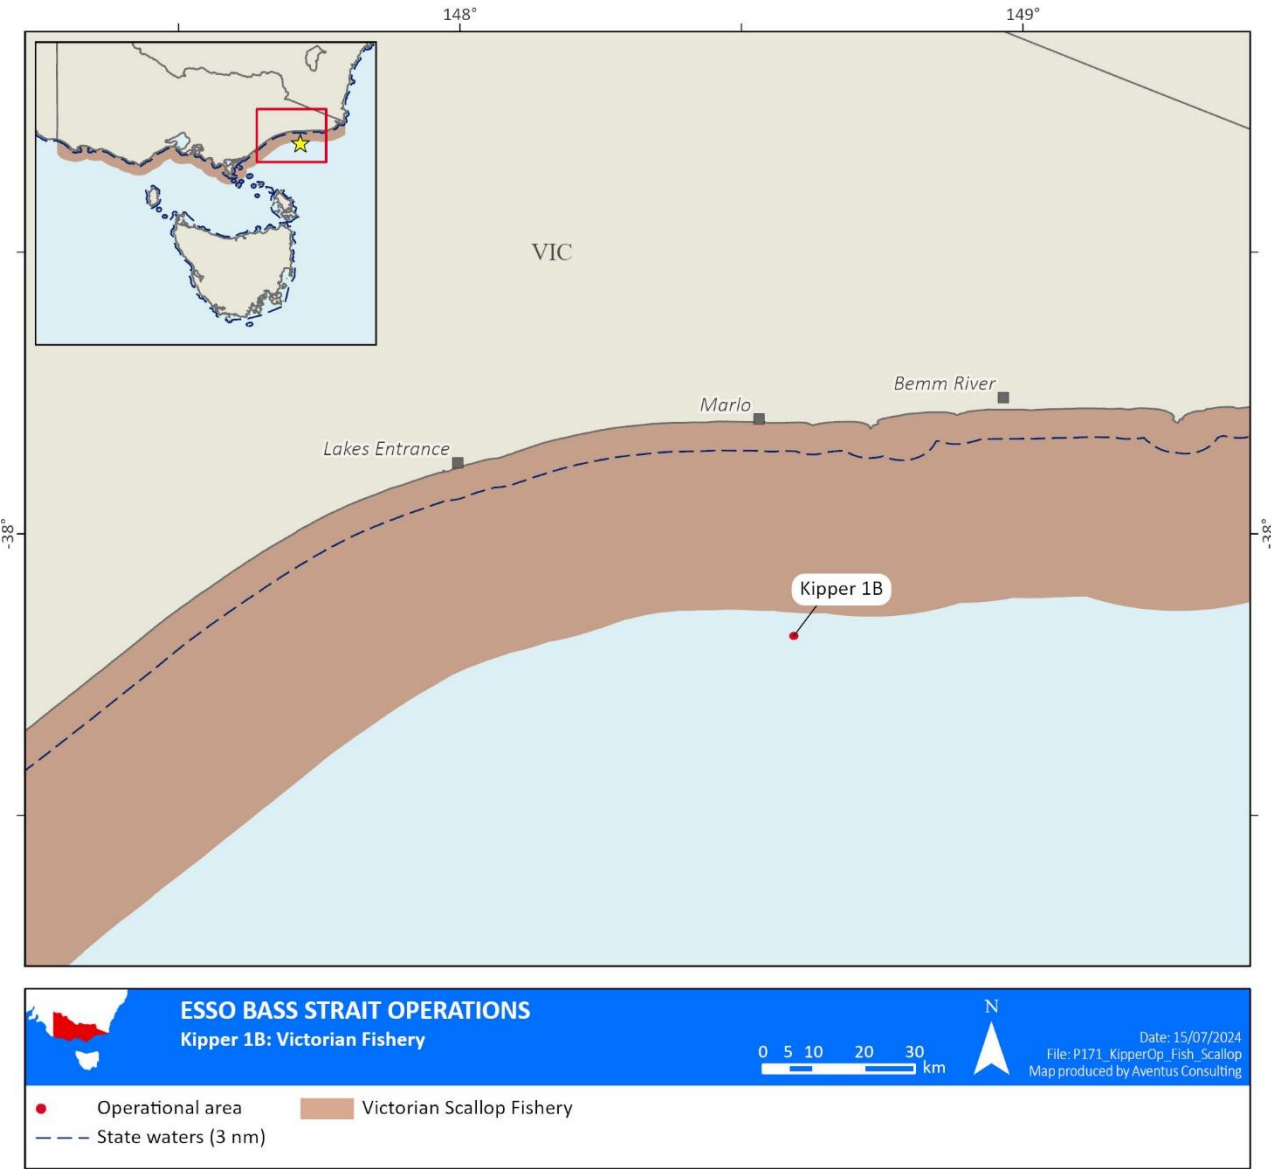 148° 149°
VIC
Bemm River
Marlo
Lakes Entrance
-38° -38°
Kipper 1B
ESSO BASS STRAIT OPERATIONS
Kipper 1B: Victorian Fishery
0 5 10 20 30
km
N
Date: 15/07/2024
File: P171_KipperOp_Fish_Scallop
Map produced by Aventus Consulting
Operational area
Victorian Scallop Fishery
State waters (3 nm)